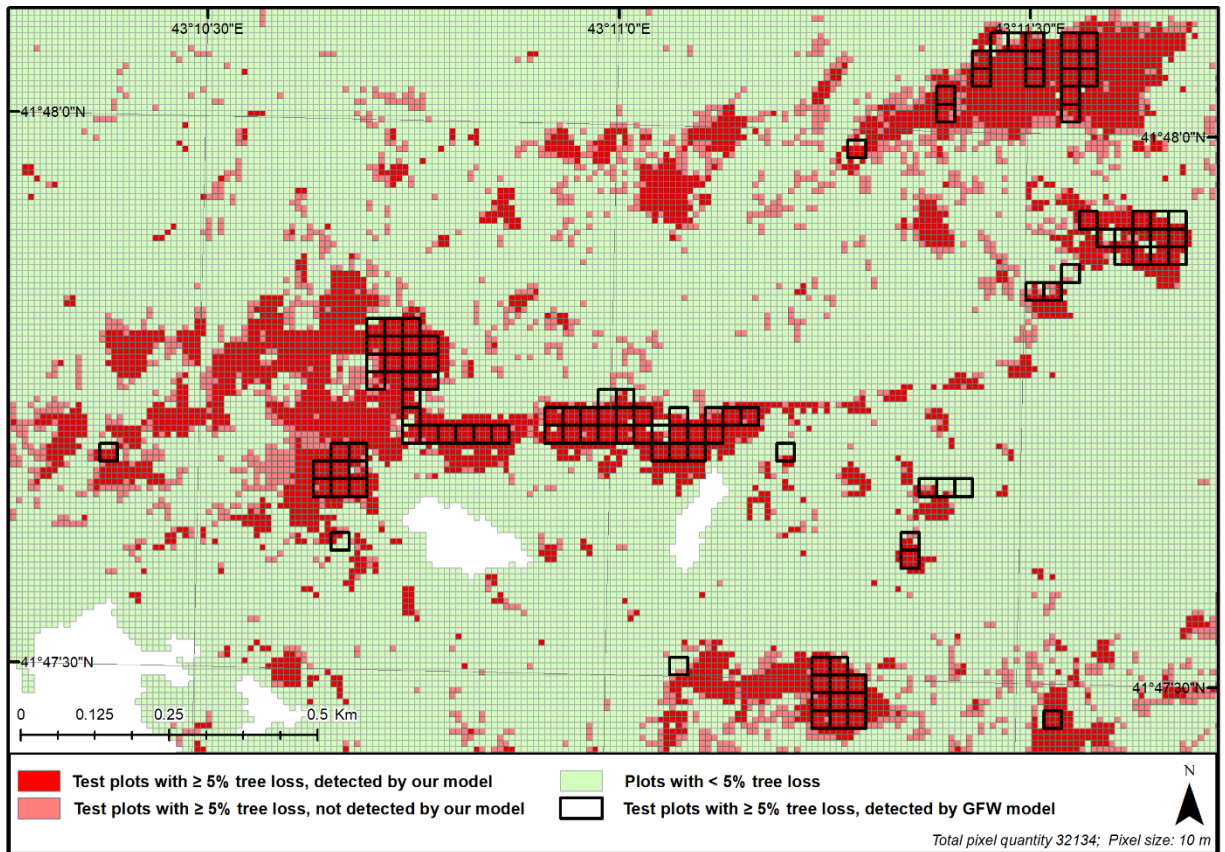 43°10'30"E
43°11'0"E
43°11'30"E
41°48'0"N
41°48'0"N
41°47'30"N
41°47'30"N
0 0.125 0.25 0.5 Km
Test plots with ≥ 5% tree loss, detected by our model
Plots with < 5% tree loss
N
Test plots with ≥ 5% tree loss, not detected by our model
Test plots with ≥ 5% tree loss, detected by GFW model
Total pixel quantity 32134; Pixel size: 10 m